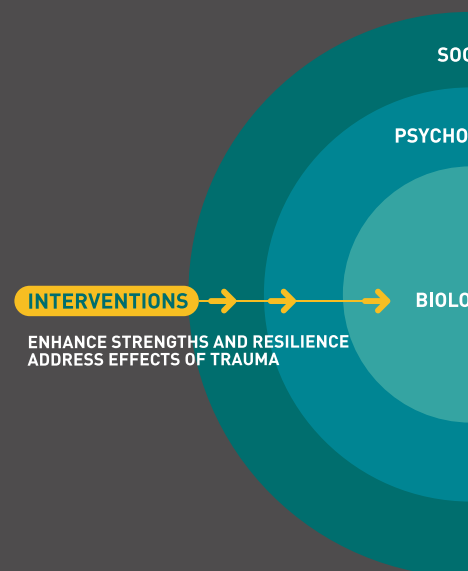 SOC
PSYCHO
INTERVENTIONS
BIOLO
ENHANCE STRENGTHS AND RESILIENCE
ADDRESS EFFECTS OF TRAUMA